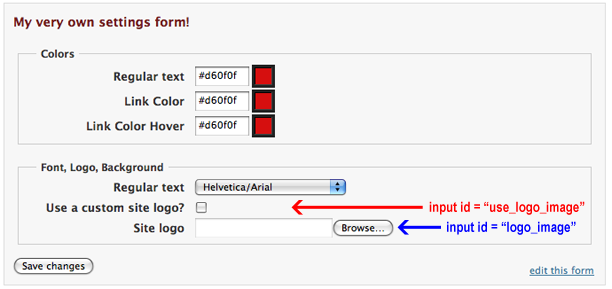 My very own settings form!
Colors
Regular text #d60f0f
Link Color #d60f0f
Link Color Hover #d60f0f
Font, Logo, Background
Regular text Helvetica/Arial
Use a custom site logo? input id = “use_logo_image”
Site logo Browse... input id = “logo_image”
Save changes edit this form